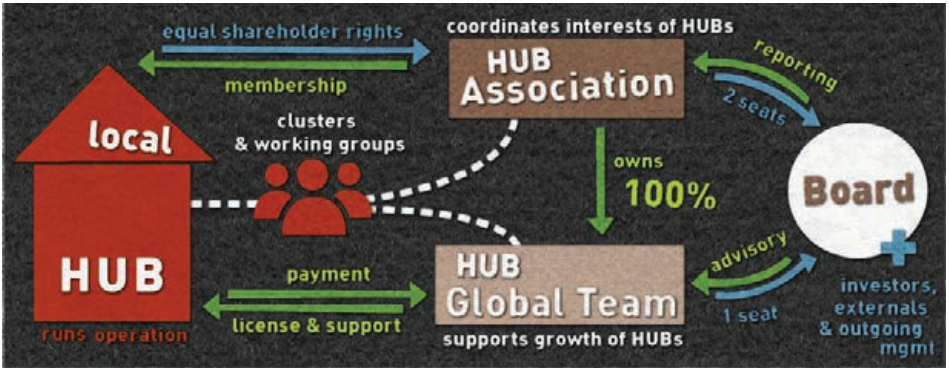 equal shareholder rights
membership
coordinates interests of HUBs
HUB
Association
reporting
2 seats
local
clusters
& working groups
owns
100%
Board
HUB
runs operation
payment
license & support
HUB
Global Team
supports growth of HUBs
advisory
1 seat
investors,
externals
& outgoing
mgmt